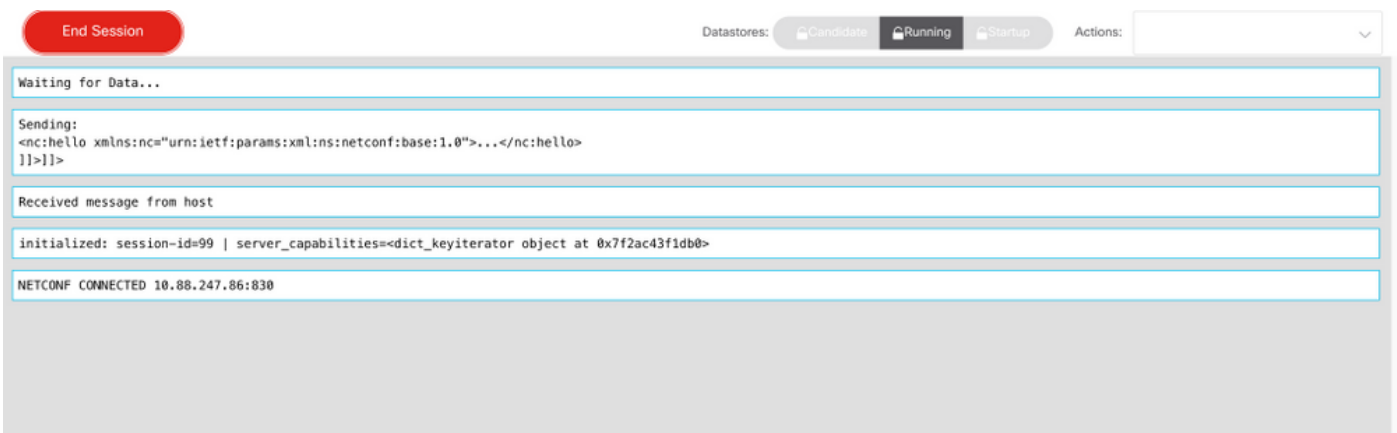 End Session
Datastores: Candidate Running Startup Actions:
Waiting for Data...
Sending:
<nc:hello xmlns:nc="urn:ietf:params:xml:ns:netconf:base:1.0">...</nc:hello>
]]>]]>
Received message from host
initialized: session-id=99 | server_capabilities=<dict_keyiterator object at 0x7f2ac43f1db0>
NETCONF CONNECTED 10.88.247.86:830